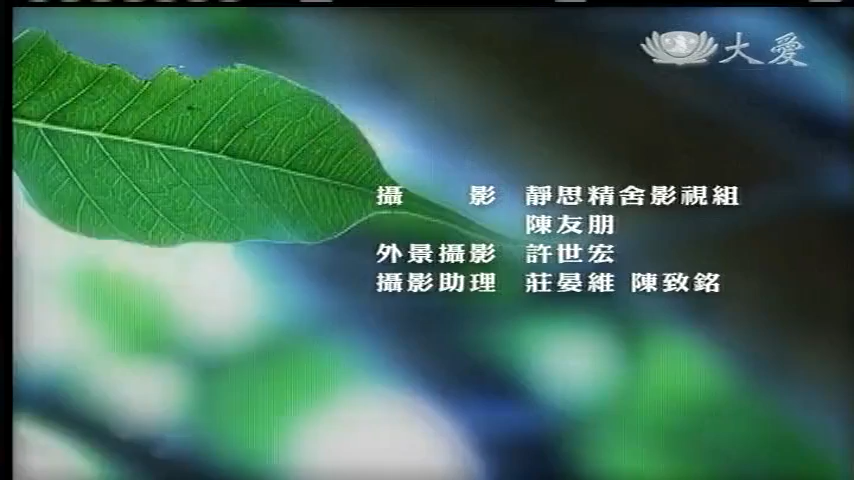 大愛
攝影 靜思精舍影視組
陳友朋
外景攝影 許世宏
攝影助理 莊晏維 陳致銘